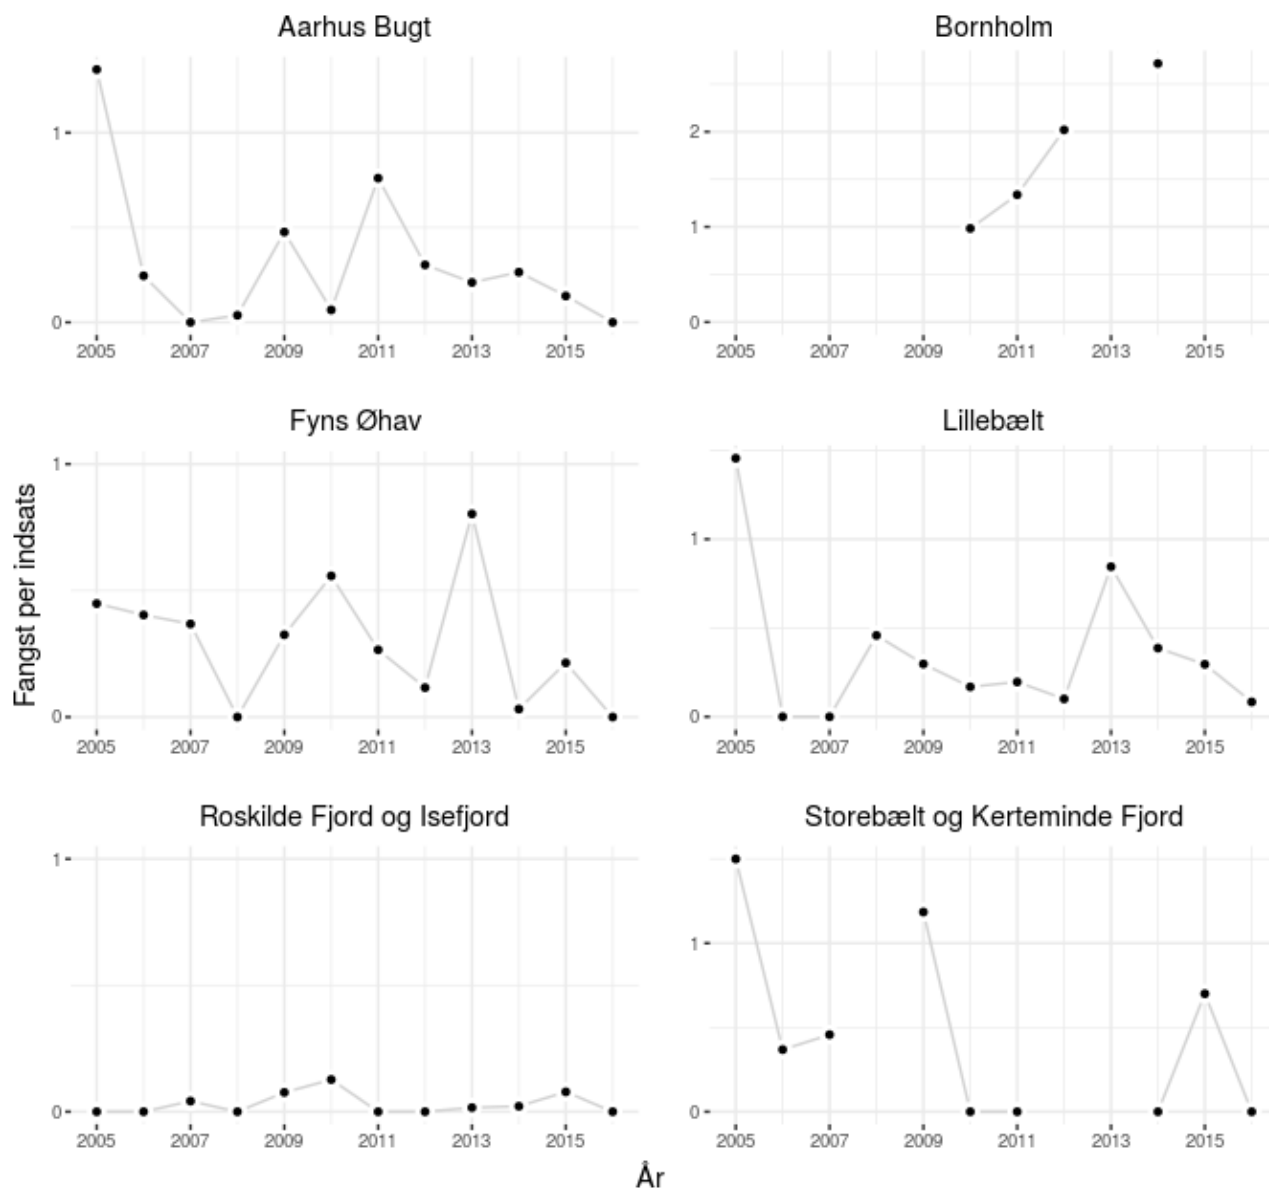 Aarhus Bugt
1
0
2005 2007 2009 2011 2013 2015
Bornholm
2
1
0
2005 2007 2009 2011 2013 2015
Fangst per indsats
Fyns Øhav
1
0
2005 2007 2009 2011 2013 2015
Lillebælt
1
0
2005 2007 2009 2011 2013 2015
Roskilde Fjord og Isefjord
1
0
2005 2007 2009 2011 2013 2015
Storebælt og Kerteminde Fjord
1
0
2005 2007 2009 2011 2013 2015
År